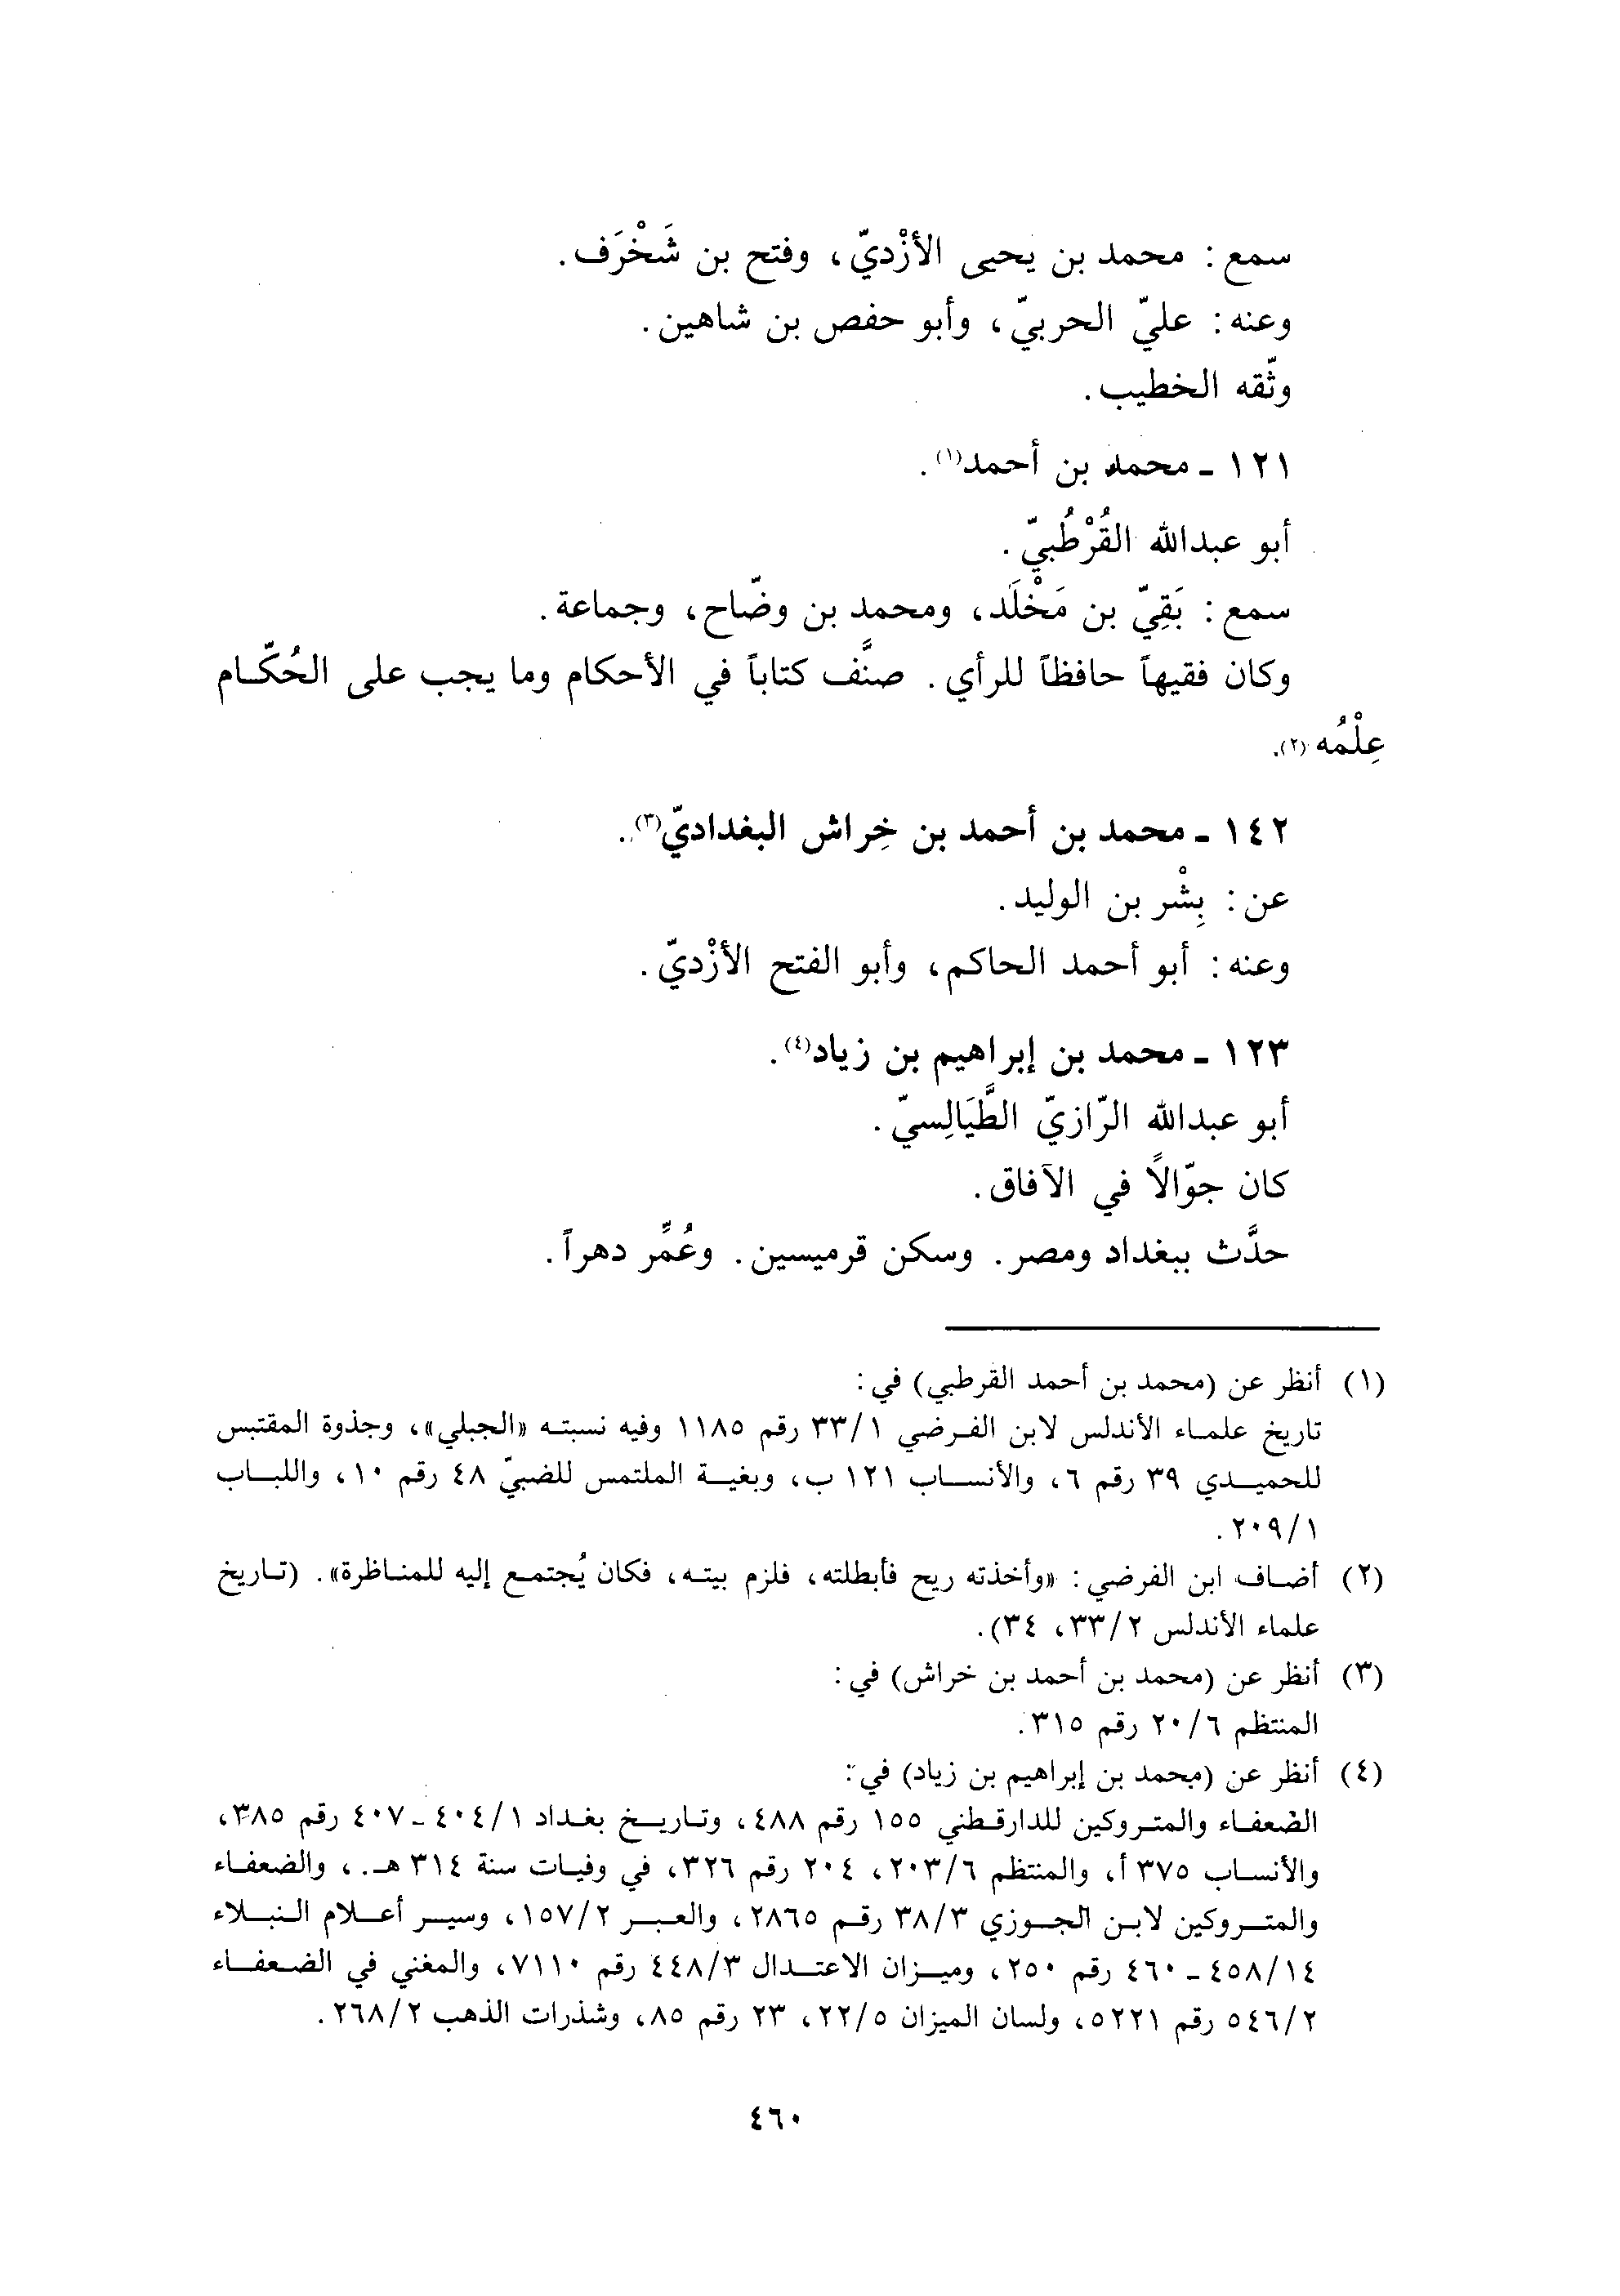 سمع: محمد بن يحيى الأزْديّ، وفتح بن شَخْرَف.
وعنه: عليّ الحربيّ، وأبو حفص بن شاهين.
وثّقه الخطيب.
١٢١ ـ محمد بن أحمد(١).
أبو عبدالله القُرْطُبيّ.
سمع: بَقِيّ بن مَخْلَد، ومحمد بن وضّاح، وجماعة.
وكان فقيهاً حافظاً للرأي. صنَّف كتاباً في الأحكام وما يجب على الحُكّام
عِلْمُه(٢).
١٤٢ ـ محمد بن أحمد بن خِراش البغداديّ(٣).
عن: بِشْر بن الوليد.
وعنه: أبو أحمد الحاكم، وأبو الفتح الأزْديّ.
١٢٣ ـ محمد بن إبراهيم بن زياد(٤).
أبو عبدالله الرّازيّ الطَّيَالِسيّ.
كان جوّالاً في الآفاق.
حدَّث ببغداد ومصر. وسكن قرميسين. وعُمِّر دهراً.
(١) أنظر عن (محمد بن أحمد القرطبي) في:
تاريخ علماء الأندلس لابن الفرضي ٣٣/١ رقم ١١٨٥ وفيه نسبته «الجبلي»، وجذوة المقتبس
للحميدي ٣٩ رقم ٦، والأنساب ١٢١ ب، وبغية الملتمس للضبيّ ٤٨ رقم ١٠، واللباب
٢٠٩/١.
(٢) أضاف ابن الفرضي: «وأخذته ريح فأبطلته، فلزم بيته، فكان يُجتمع إليه للمناظرة». (تاريخ
علماء الأندلس ٣٣/٢، ٣٤).
(٣) أنظر عن (محمد بن أحمد بن خراش) في:
المنتظم ٢٠/٦ رقم ٣١٥.
(٤) أنظر عن (محمد بن إبراهيم بن زياد) في:
الضعفاء والمتروكين للدارقطني ١٥٥ رقم ٤٨٨، وتاريخ بغداد ٤٠٤/١ ـ ٤٠٧ رقم ٣٨٥،
والأنساب ٣٧٥ أ، والمنتظم ٢٠٣/٦، ٢٠٤ رقم ٣٢٦، في وفيات سنة ٣١٤ هـ.، والضعفاء
والمتروكين لابن الجوزي ٣٨/٣ رقم ٢٨٦٥، والعبر ١٥٧/٢، وسير أعلام النبلاء
٤٥٨/١٤ ـ ٤٦٠ رقم ٢٥٠، وميزان الاعتدال ٤٤٨/٣ رقم ٧١١٠، والمغني في الضعفاء
٥٤٦/٢ رقم ٥٢٢١، ولسان الميزان ٢٢/٥، ٢٣ رقم ٨٥، وشذرات الذهب ٢٦٨/٢.
٤٦٠